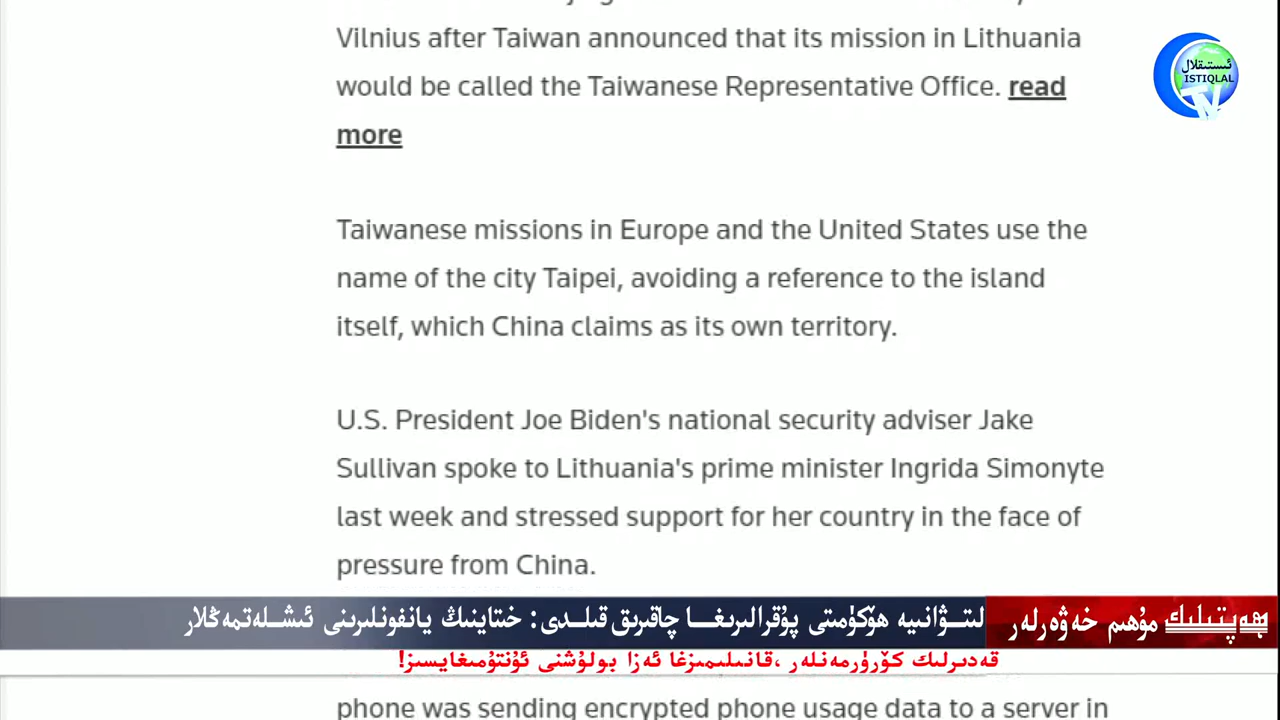 Vilnius after Taiwan announced that its mission in Lithuania
would be called the Taiwanese Representative Office. read
more
ئىستىقلال
ISTIQLAL
TV
Taiwanese missions in Europe and the United States use the
name of the city Taipei, avoiding a reference to the island
itself, which China claims as its own territory.
U.S. President Joe Biden's national security adviser Jake
Sullivan spoke to Lithuania's prime minister Ingrida Simonyte
last week and stressed support for her country in the face of
pressure from China.
ھەپتىلىك مۇھىم خەۋەرلەر
لىتۋانىيە ھۆكۈمتى پۇقرالىرىغا چاقىرىق قىلدى: خىتاينىڭ يانفونلىرىنى ئىشلەتمەڭلار
قەدىرلىك كۆرۈرمەنلەر ،قانىلىمىزغا ئەزا بولۇشنى ئۇنتۇمىغايسىز!
phone was sending encrypted phone usage data to a server in